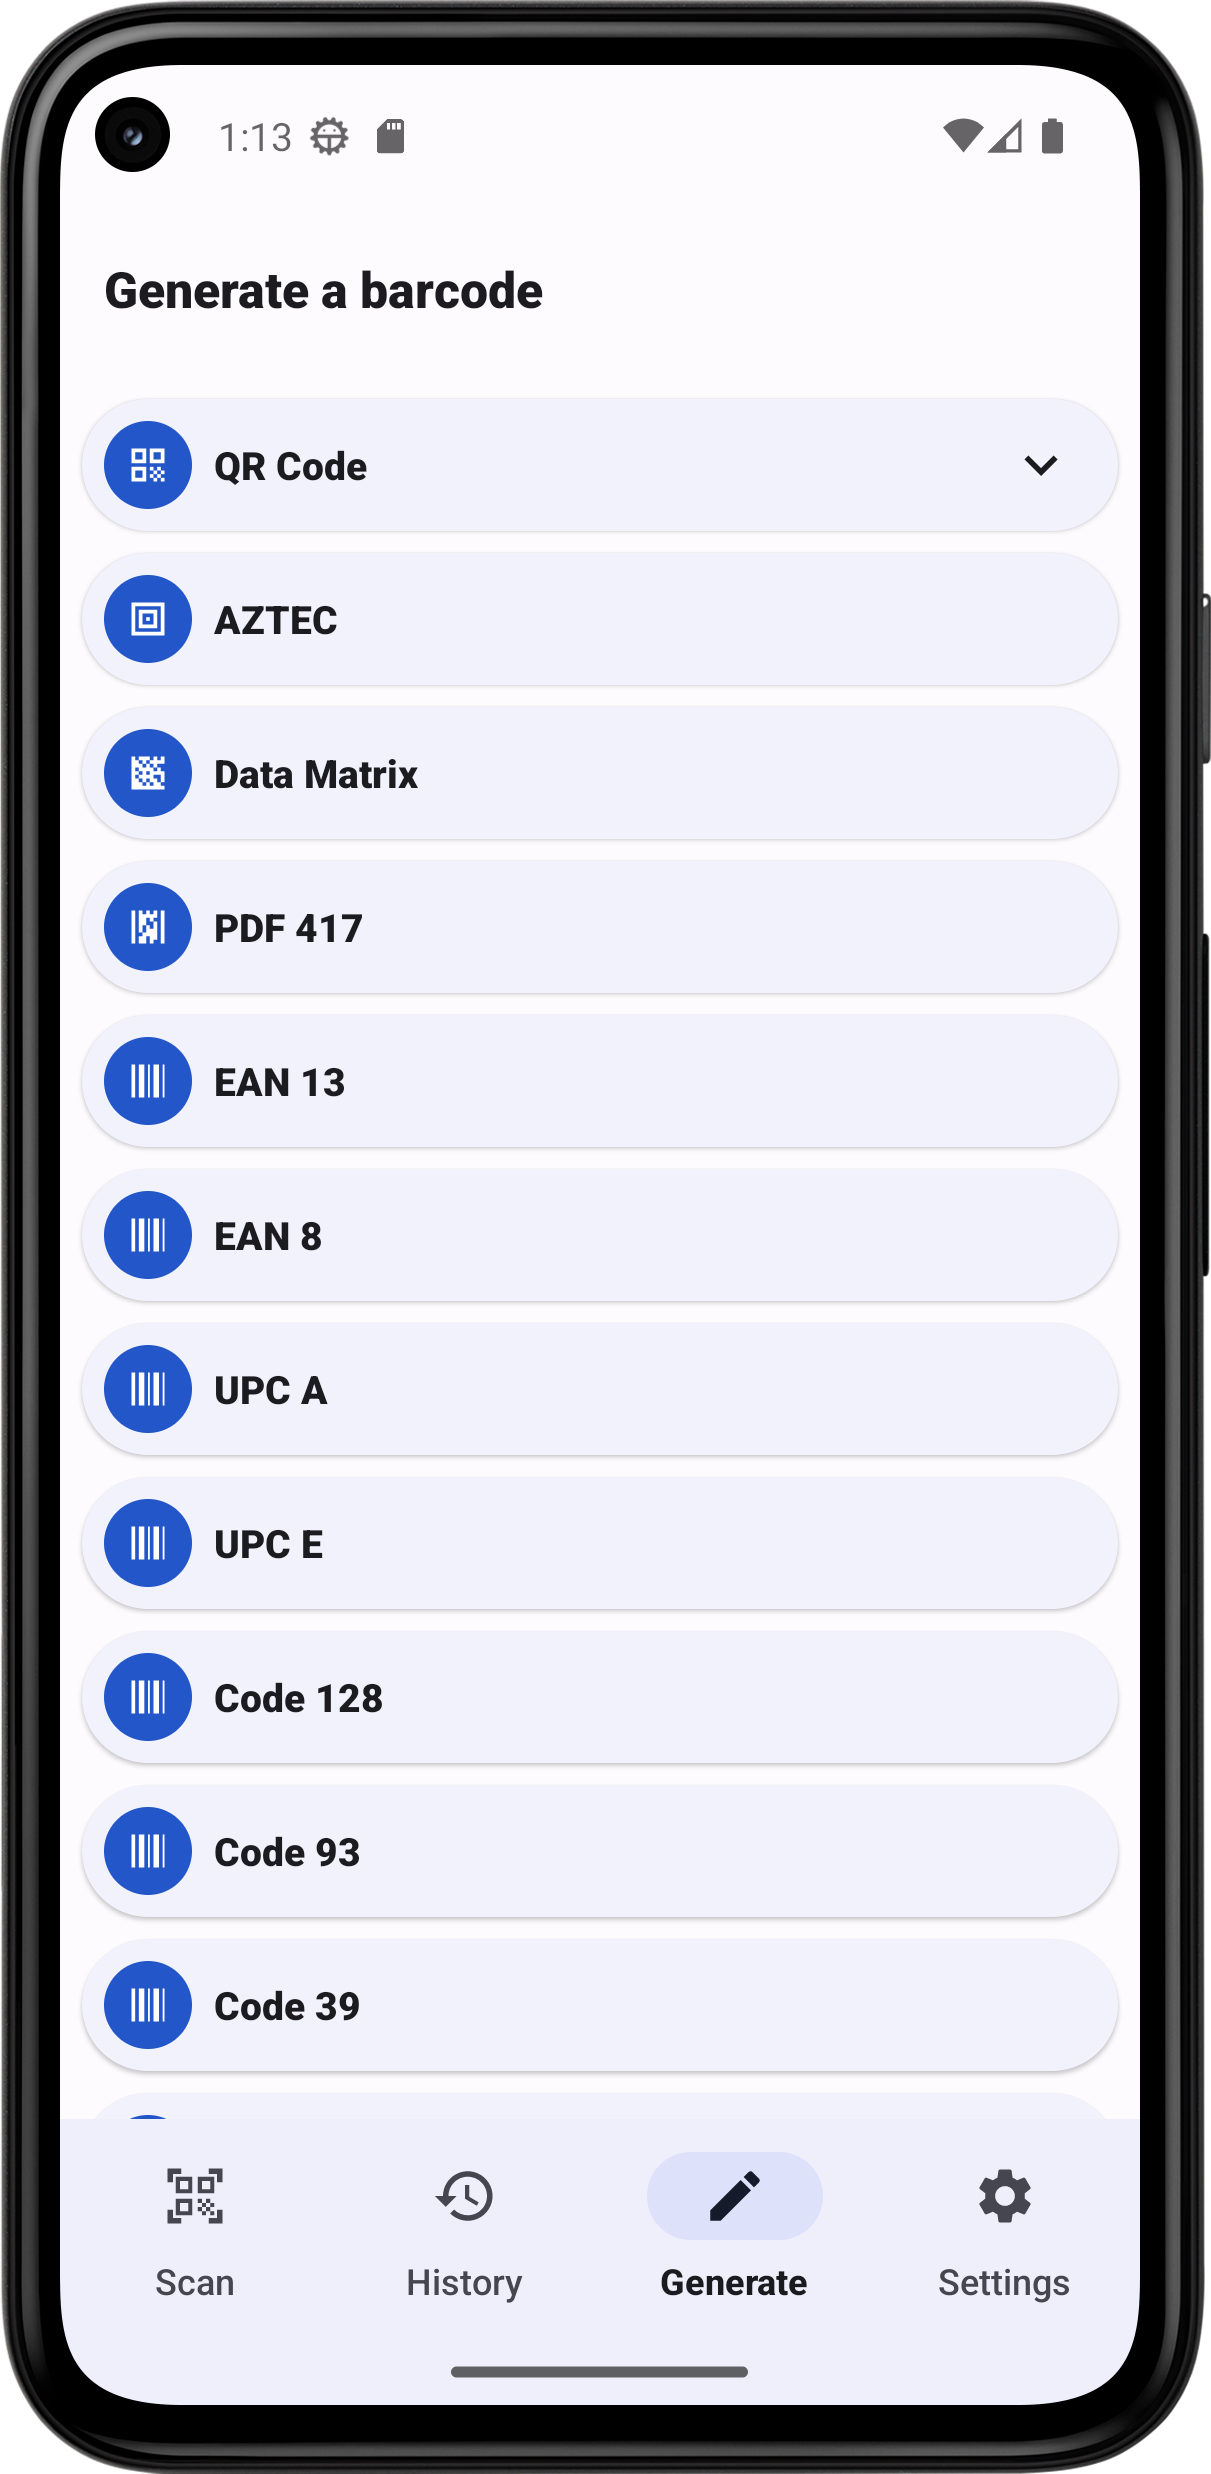 1:13
Generate a barcode
QR Code
AZTEC
Data Matrix
PDF 417
EAN 13
EAN 8
UPC A
UPC E
Code 128
Code 93
Code 39
Scan
History
Generate
Settings